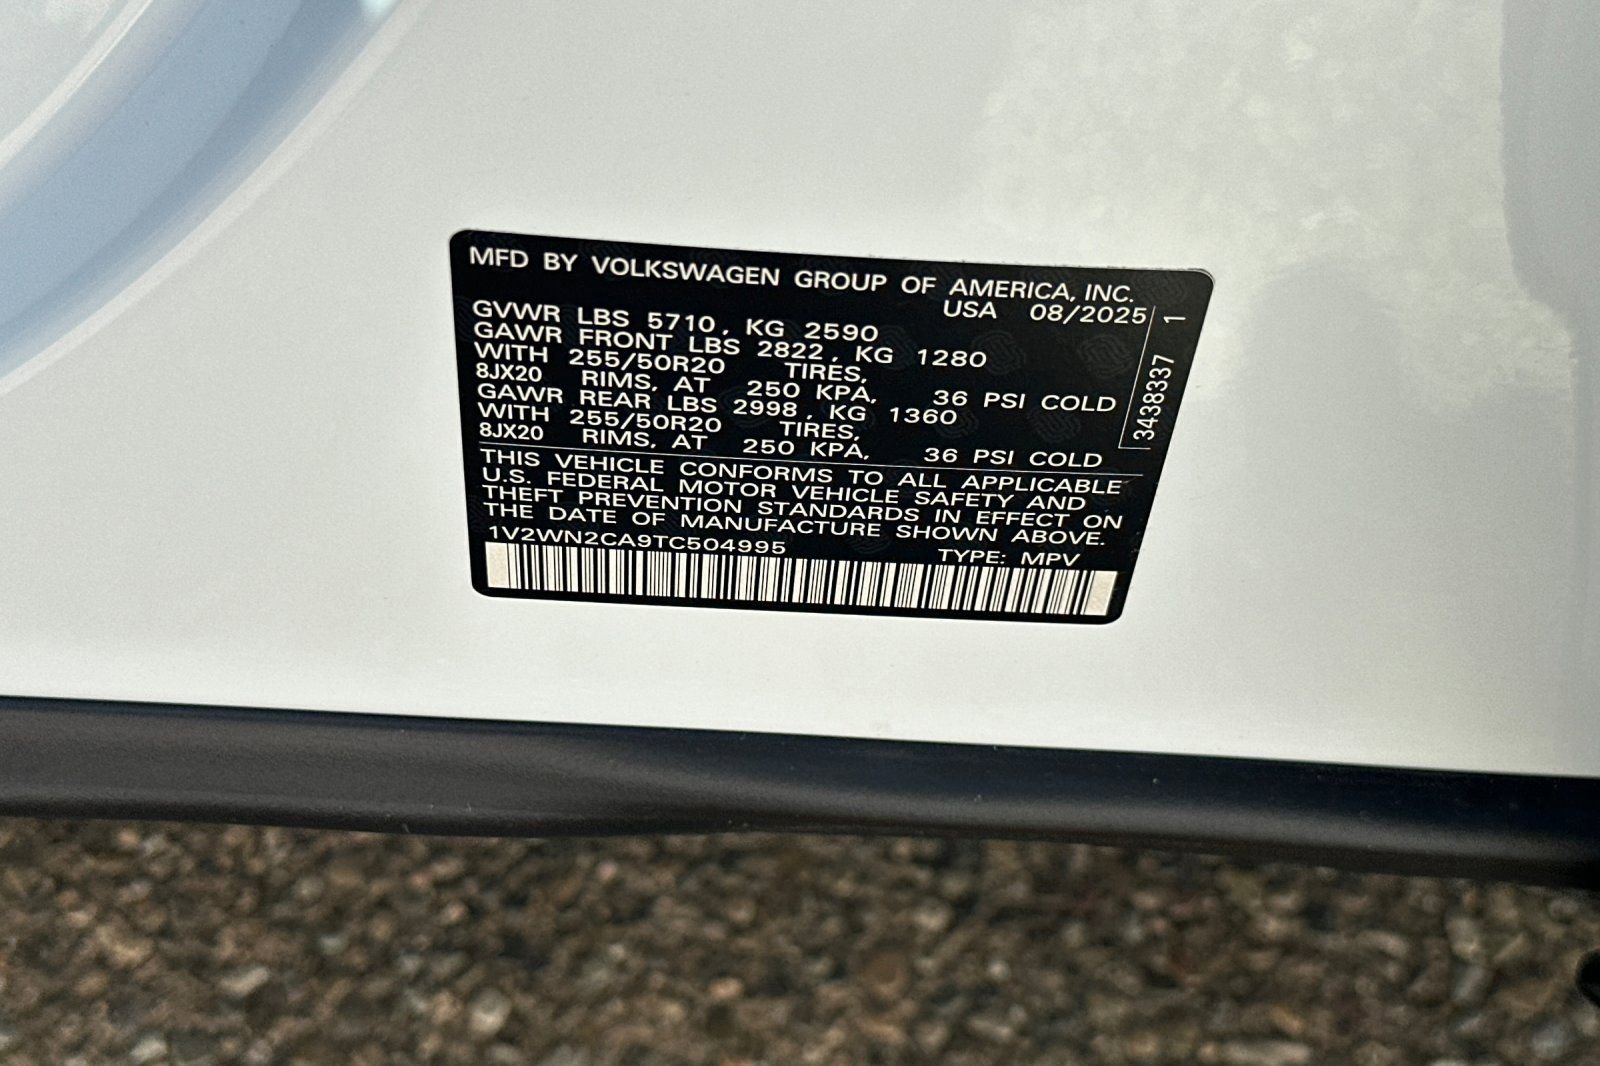 MFD BY VOLKSWAGEN GROUP OF AMERICA, INC.
USA 08/2025
GVWR LBS 5710, KG 2590
GAWR FRONT LBS 2822, KG 1280
WITH 255/50R20 TIRES,
8JX20 RIMS, AT 250 KPA, 36 PSI COLD
GAWR REAR LBS 2998, KG 1360
WITH 255/50R20 TIRES,
8JX20 RIMS, AT 250 KPA, 36 PSI COLD
3438337 1
THIS VEHICLE CONFORMS TO ALL APPLICABLE
U.S. FEDERAL MOTOR VEHICLE SAFETY AND
THEFT PREVENTION STANDARDS IN EFFECT ON
THE DATE OF MANUFACTURE SHOWN ABOVE.
1V2WN2CA9TC504995 TYPE: MPV